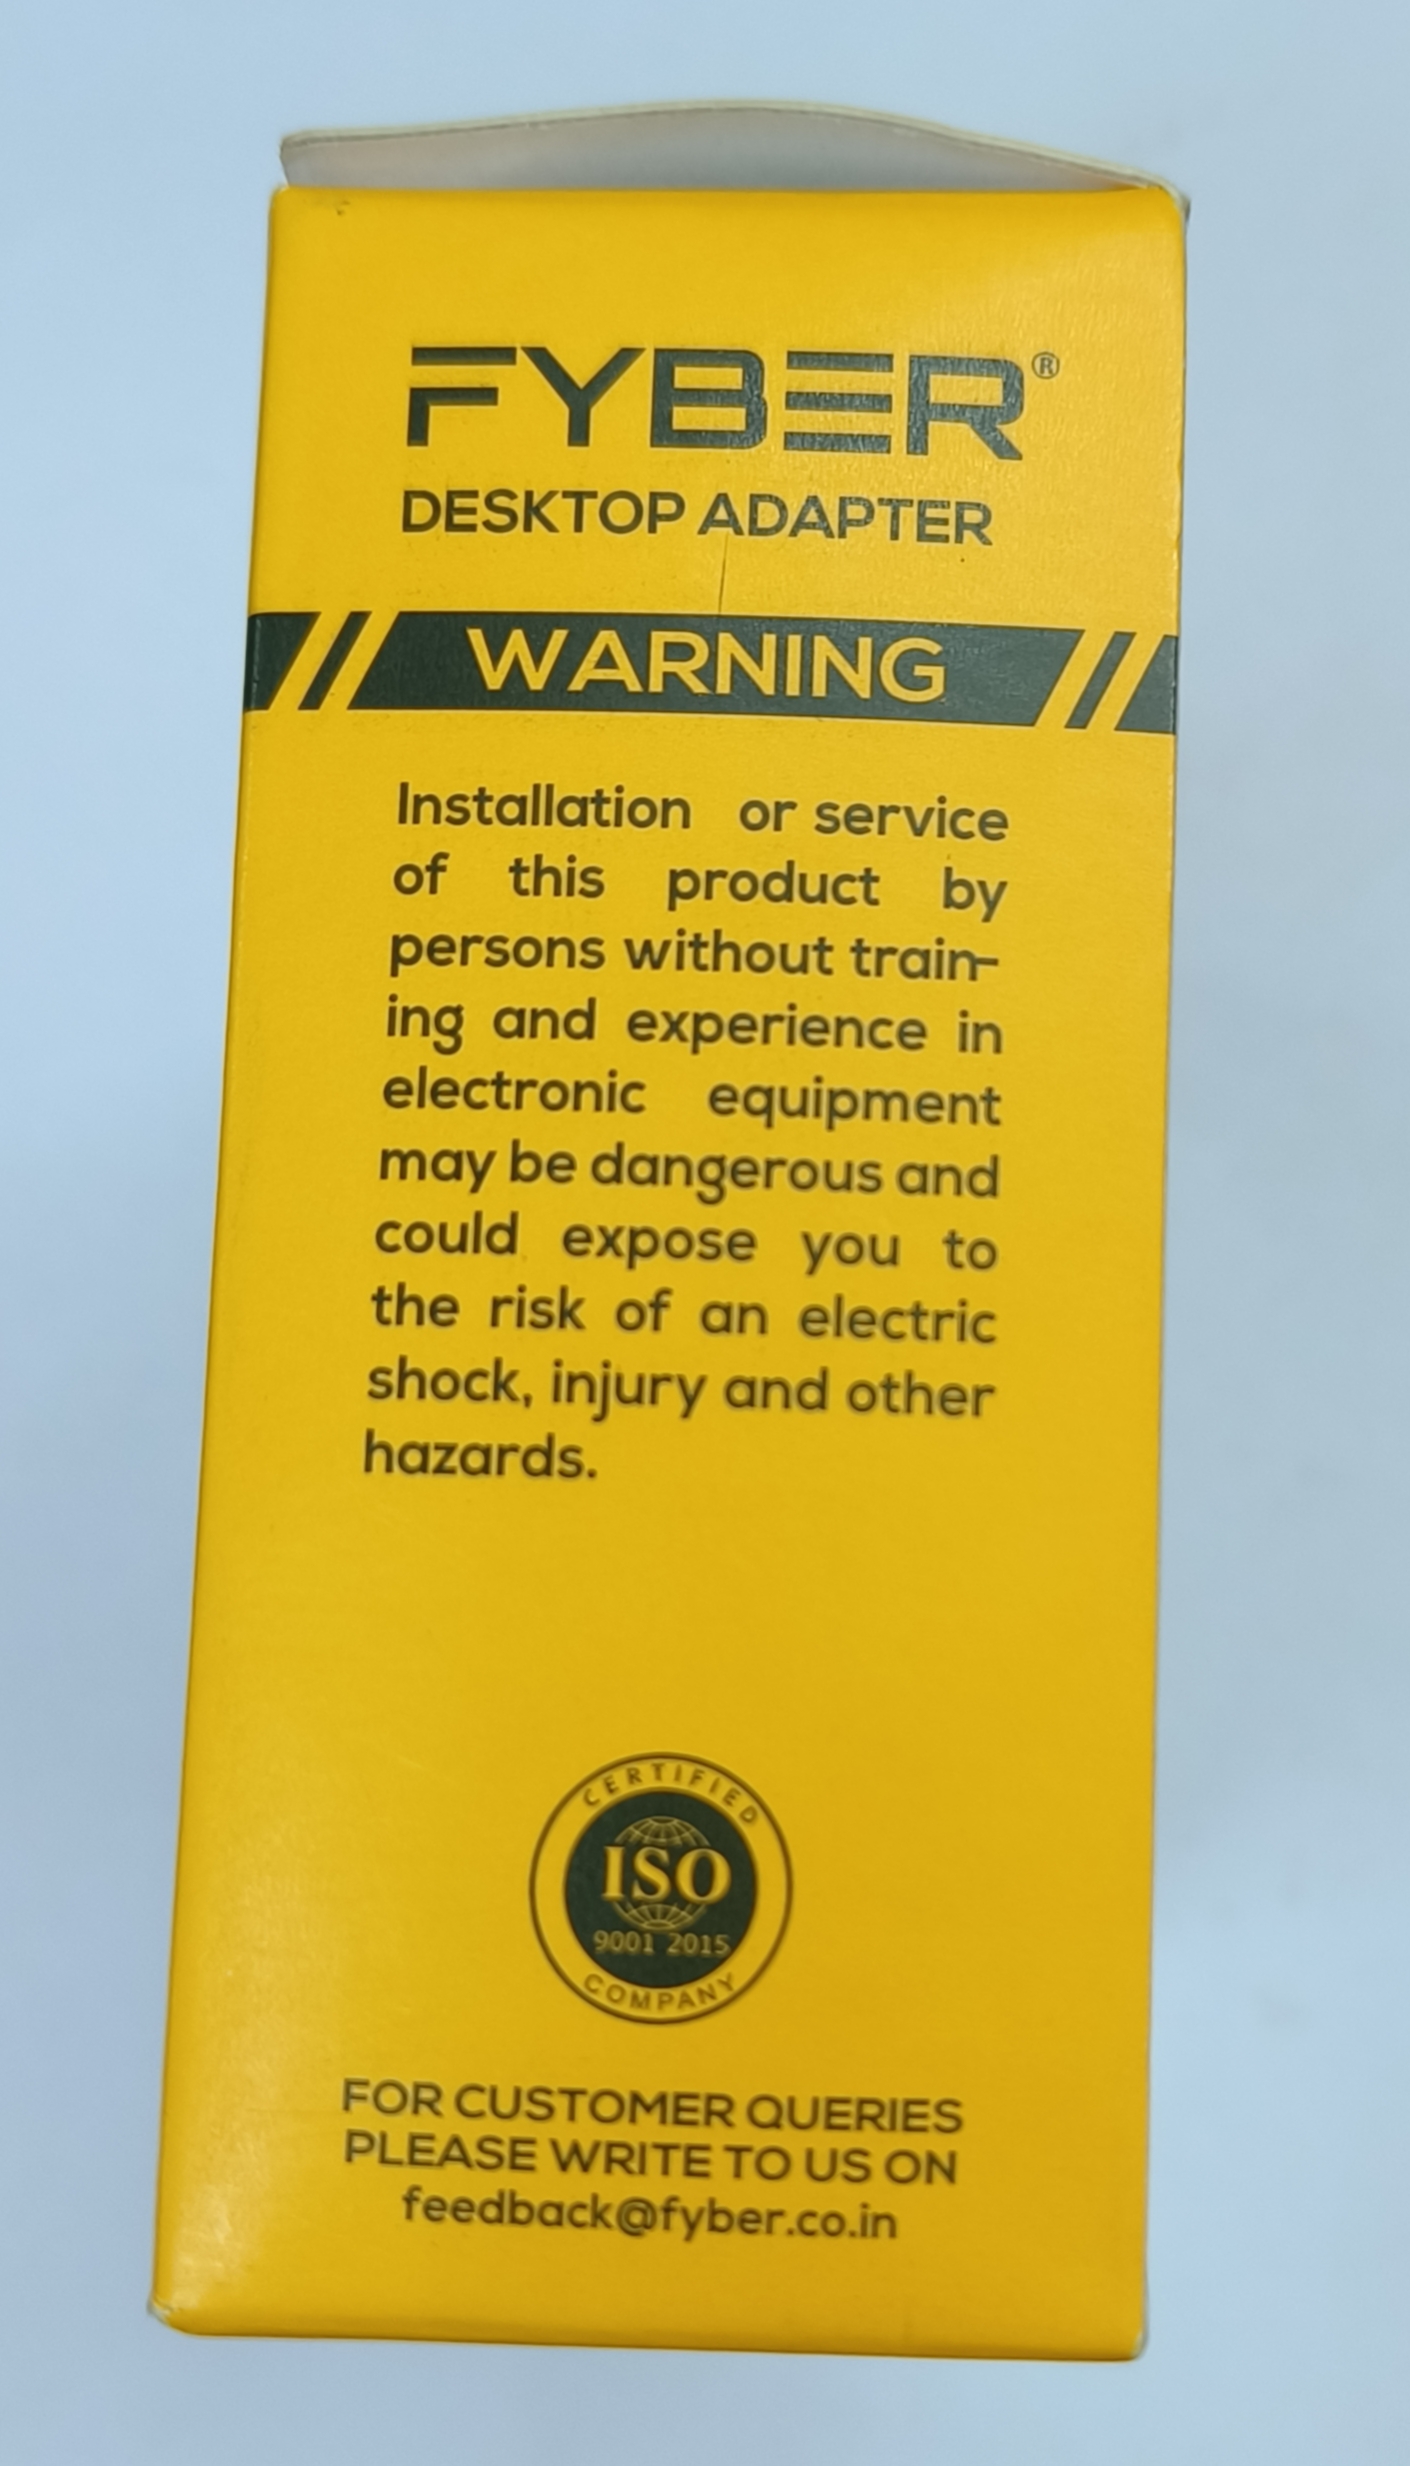 FYBER®
DESKTOP ADAPTER
WARNING
Installation or service
of this product by
persons without train-
ing and experience in
electronic equipment
may be dangerous and
could expose you to
the risk of an electric
shock, injury and other
hazards.
CERTIFIED
ISO
9001 2015
COMPANY
FOR CUSTOMER QUERIES
PLEASE WRITE TO US ON
feedback@fyber.co.in